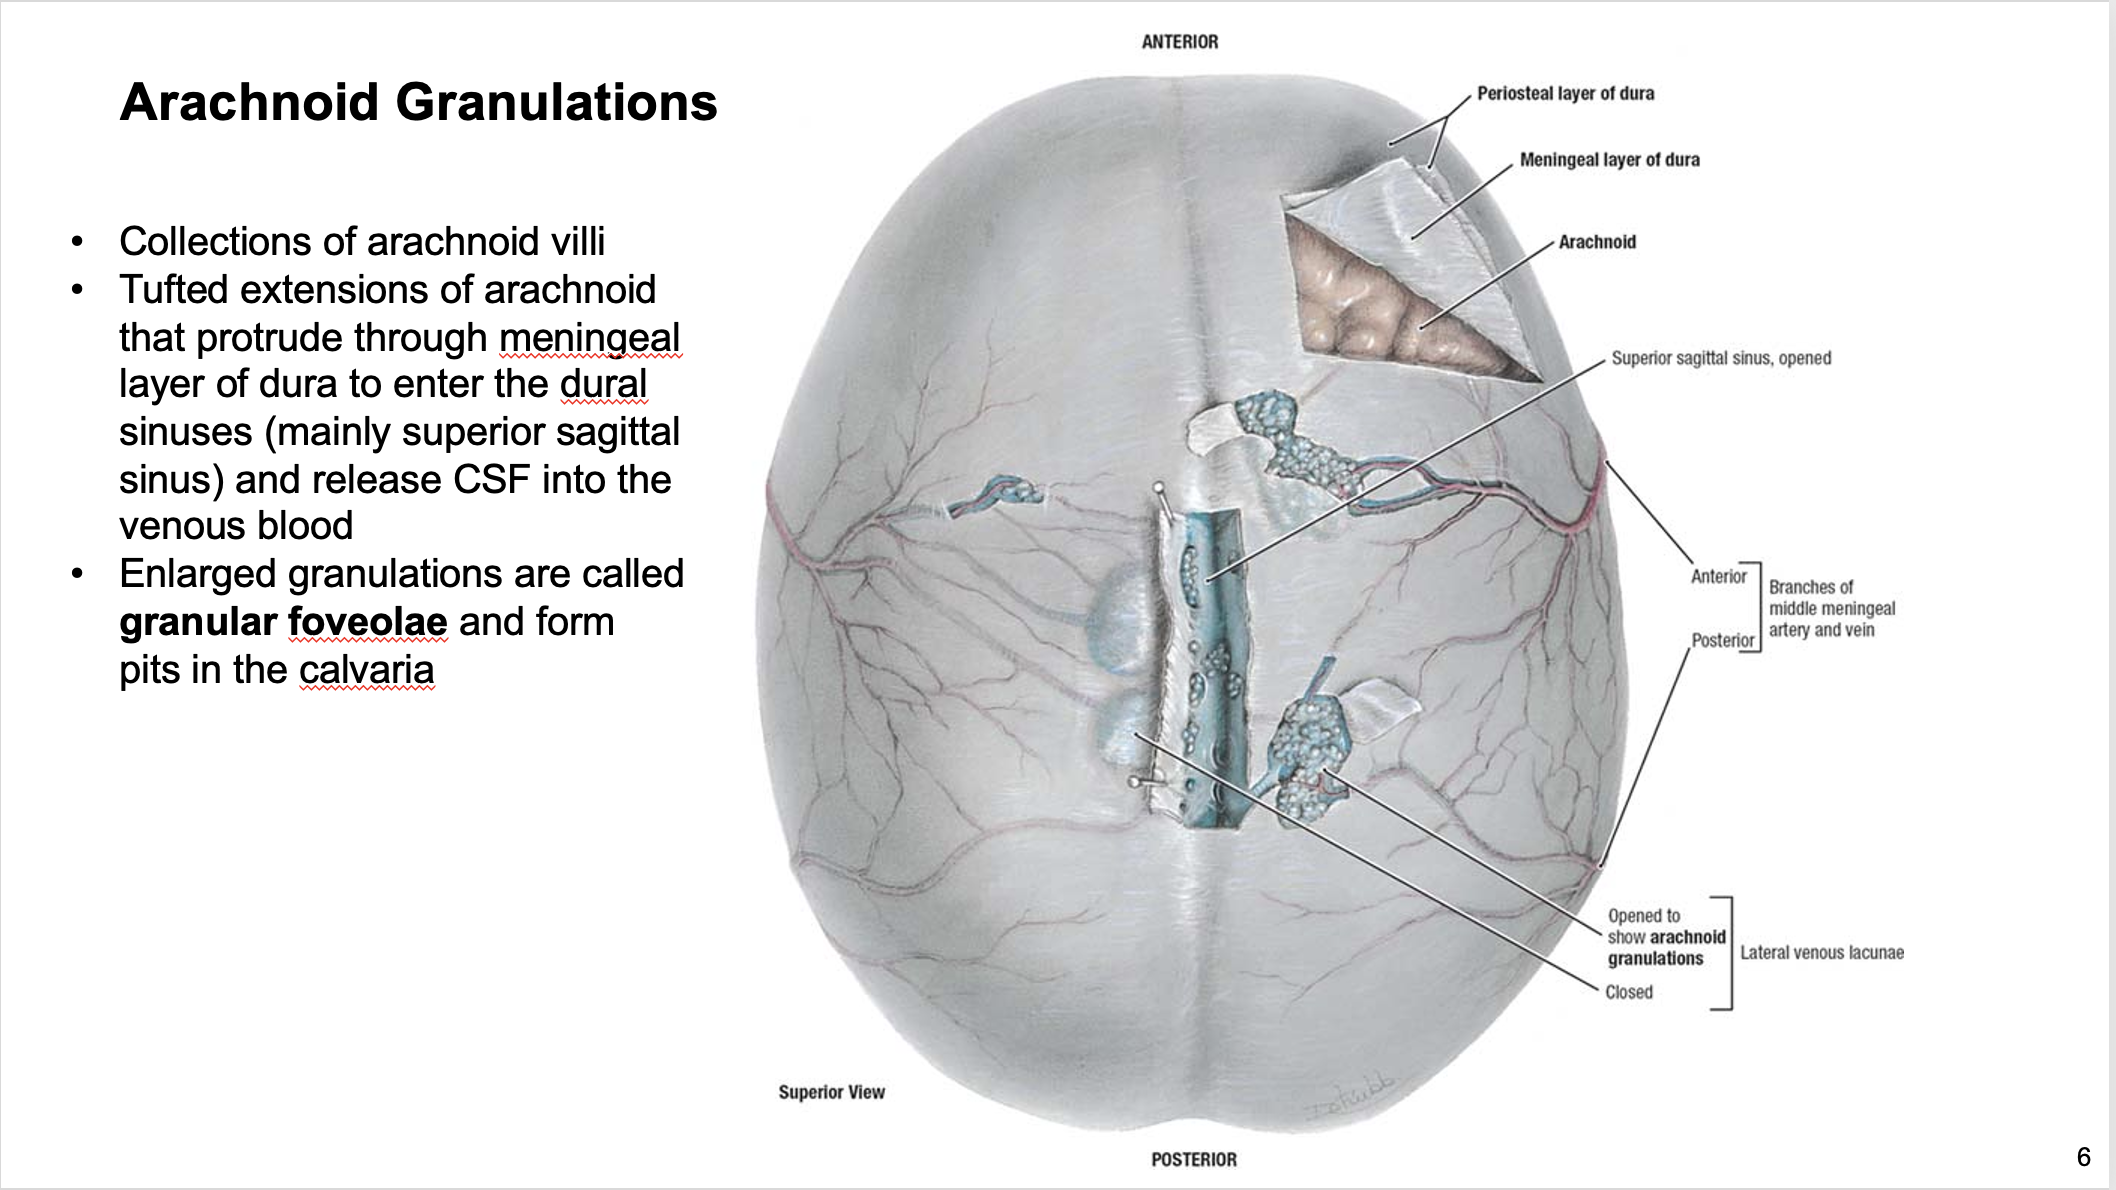 Arachnoid Granulations
• Collections of arachnoid villi
• Tufted extensions of arachnoid
that protrude through meningeal
layer of dura to enter the dural
sinuses (mainly superior sagittal
sinus) and release CSF into the
venous blood
• Enlarged granulations are called
granular foveolae and form
pits in the calvaria
ANTERIOR
Periosteal layer of dura
Meningeal layer of dura
Arachnoid
Superior sagittal sinus, opened
Anterior
Posterior
Branches of
middle meningeal
artery and vein
Opened to
show arachnoid
granulations
Closed
Lateral venous lacunae
Superior View
POSTERIOR
6